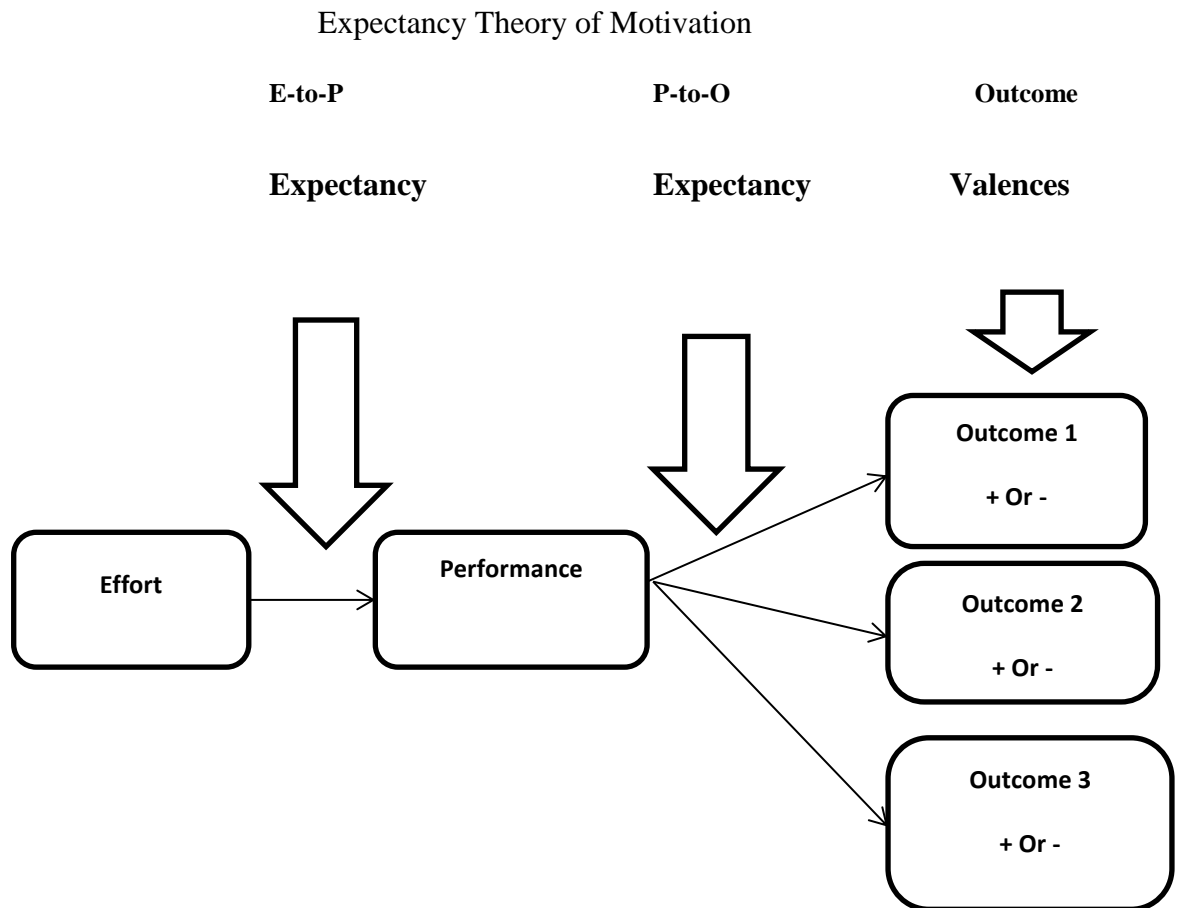 Expectancy Theory of Motivation
E-to-P P-to-O Outcome
Expectancy Expectancy Valences
Outcome 1
+ Or -
Effort
Performance
Outcome 2
+ Or -
Outcome 3
+ Or -